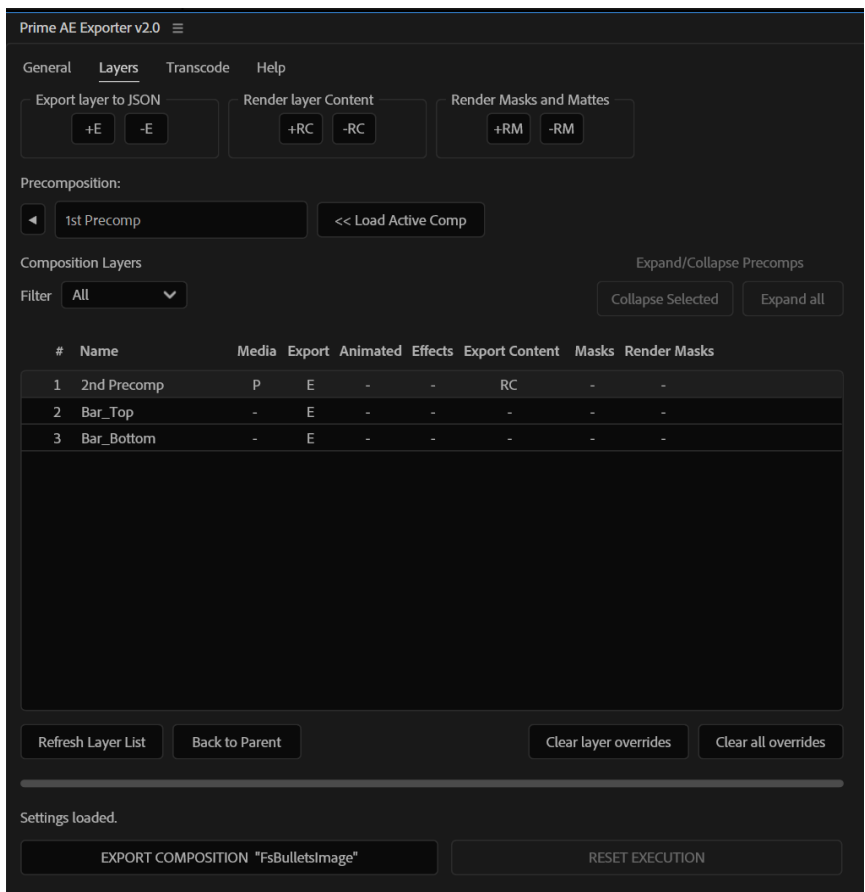 Prime AE Exporter v2.0 ≡
General Layers Transcode Help
Export layer to JSON Render layer Content Render Masks and Mattes
+E -E +RC -RC +RM -RM
Precomposition:
◄ 1st Precomp << Load Active Comp
Composition Layers Expand/Collapse Precomps
Filter All Collapse Selected Expand all
# Name Media Export Animated Effects Export Content Masks Render Masks
1 2nd Precomp P E - - RC - -
2 Bar_Top - E - - - - -
3 Bar_Bottom - E - - - - -
Refresh Layer List Back to Parent Clear layer overrides Clear all overrides
Settings loaded.
EXPORT COMPOSITION "FsBulletsImage" RESET EXECUTION